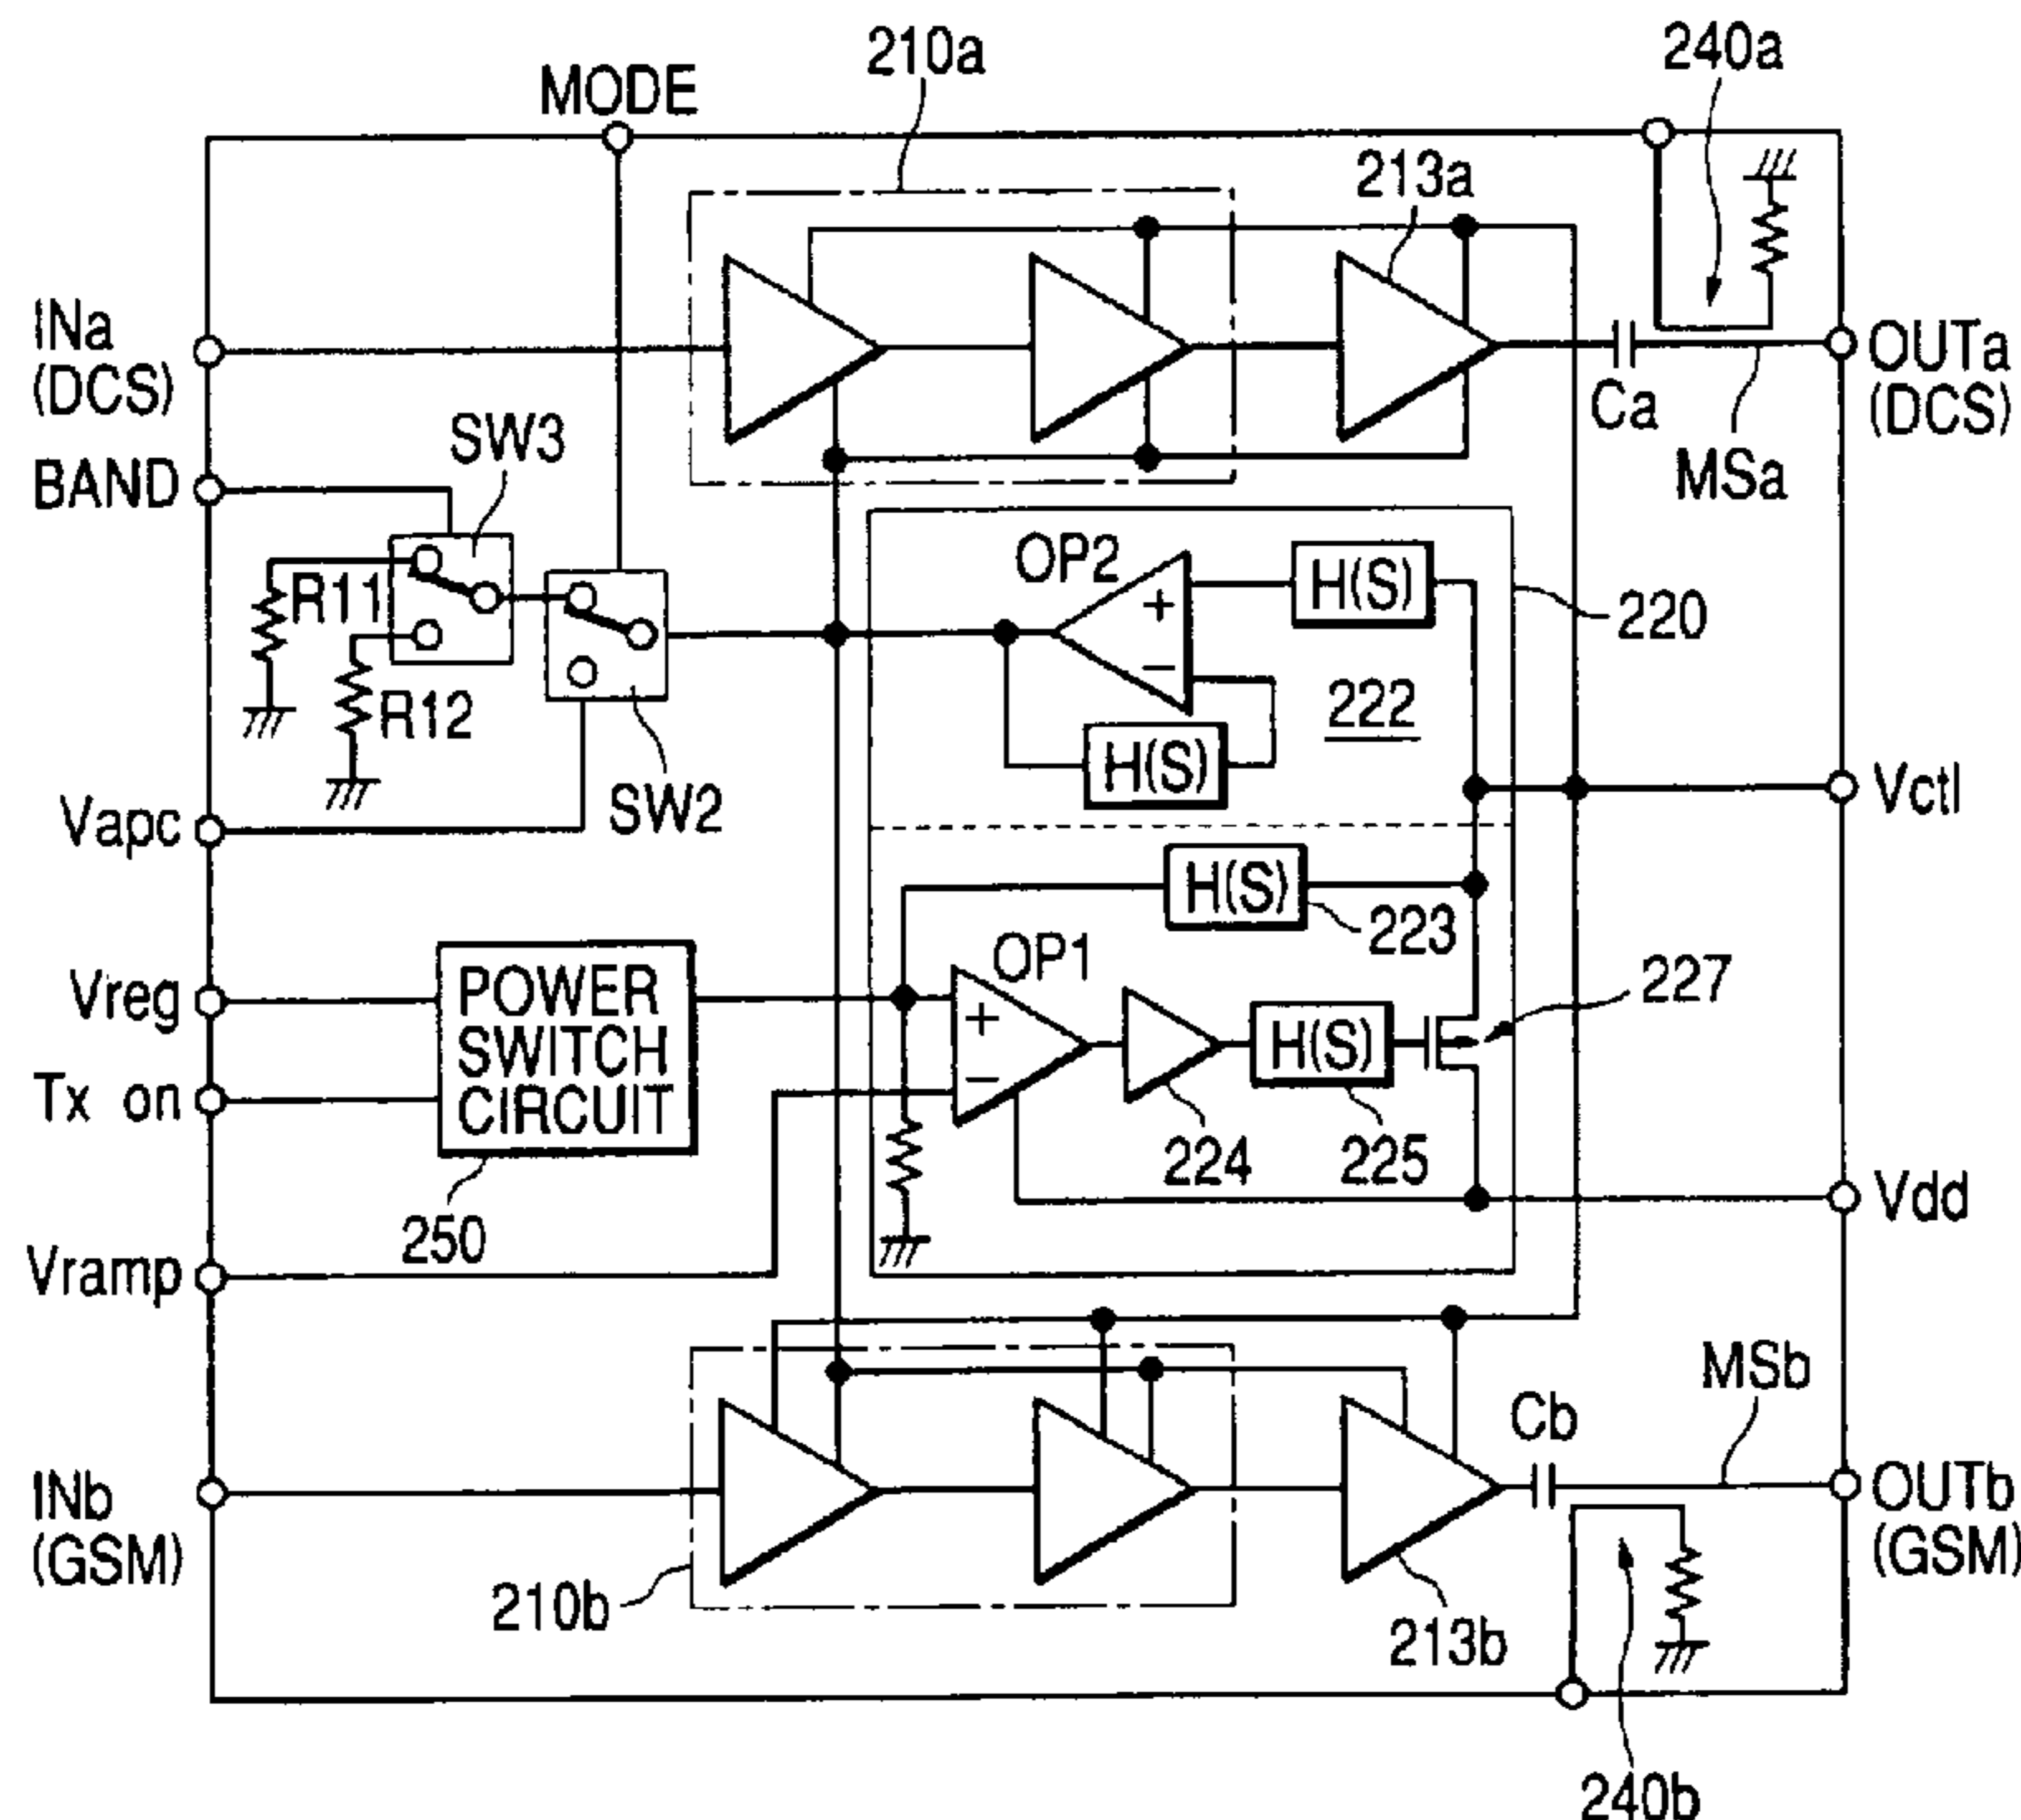 210a
240a
MODE
213a
INa
(DCS)
OUTa
(DCS)
Ca
MSa
SW3
BAND
OP2
H(S)
+
−
R11
220
R12
222
H(S)
SW2
Vapc
Vctl
H(S)
223
OP1
227
Vreg
POWER
SWITCH
CIRCUIT
+
−
H(S)
Tx on
224
225
Vdd
250
Vramp
MSb
Cb
INb
(GSM)
OUTb
(GSM)
210b
213b
240b